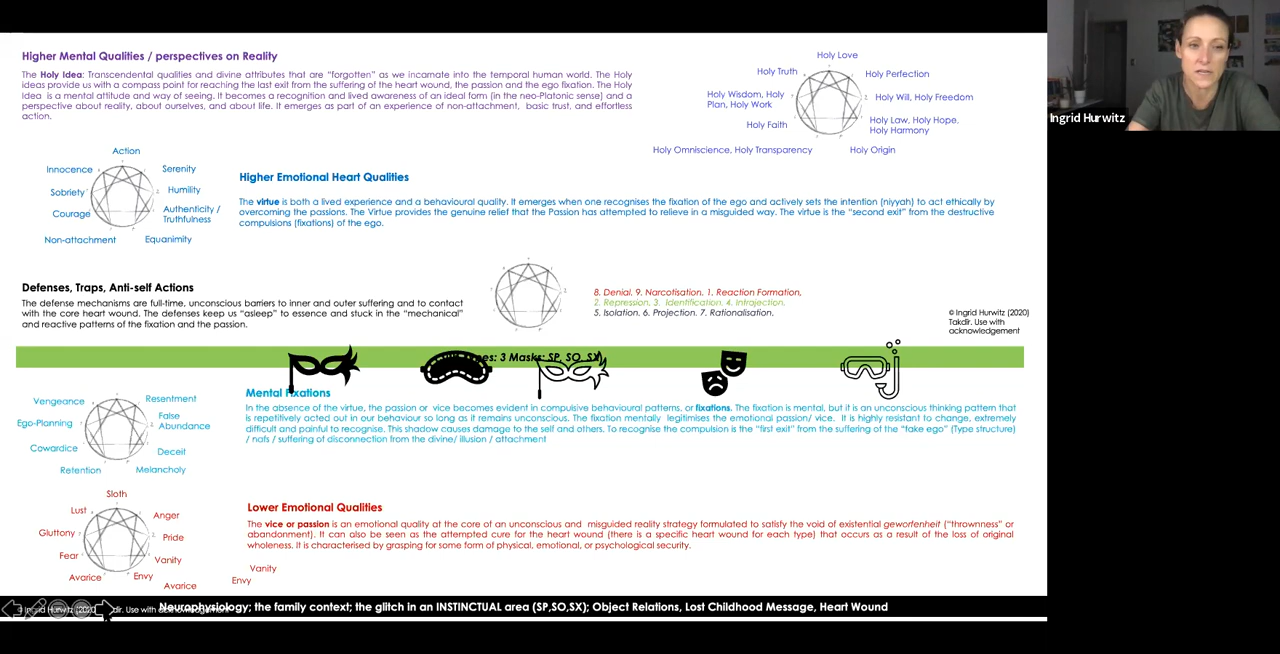 Higher Mental Qualities / perspectives on Reality
The Holy Idea: Transcendental qualities and divine attributes that are "forgotten" as we incarnate into the temporal human world. The Holy
Ideas provide us with a compass point for reaching the last exit from the suffering of the heart wound, the passion and the ego fixation. The Holy
Idea is a mental attitude and way of seeing. It becomes a recognition and lived awareness of an ideal form (in the neo-Platonic sense) and a
perspective about reality, about ourselves, and about life. It emerges as part of an experience of non-attachment, basic trust, and effortless
action.
Holy Love
Holy Truth
Holy Perfection
Holy Wisdom, Holy
Plan, Holy Work
Holy Will, Holy Freedom
Holy Faith
Holy Law, Holy Hope,
Holy Harmony
Holy Omniscience, Holy Transparency
Holy Origin
Ingrid Hurwitz
Action
Innocence
Serenity
Sobriety
Humility
Courage
Authenticity /
Truthfulness
Non-attachment
Equanimity
Higher Emotional Heart Qualities
The virtue is both a lived experience and a behavioural quality. It emerges when one recognises the fixation of the ego and actively sets the intention (niyyah) to act ethically by
overcoming the passions. The Virtue provides the genuine relief that the Passion has attempted to relieve in a misguided way. The virtue is the "second exit" from the destructive
compulsions (fixations) of the ego.
Defenses, Traps, Anti-self Actions
The defense mechanisms are full-time, unconscious barriers to inner and outer suffering and to contact
with the core heart wound. The defenses keep us "asleep" to essence and stuck in the "mechanical"
and reactive patterns of the fixation and the passion.
8. Denial, 9. Narcotisation, 1. Reaction Formation,
2. Repression, 3. Identification, 4. Introjection,
5. Isolation, 6. Projection, 7. Rationalisation.
© Ingrid Hurwitz (2020)
Takdir. Use with
acknowledgement
3 Masks: SP, SO, SX
Mental Fixations
In the absence of the virtue, the passion or vice becomes evident in compulsive behavioural patterns, or fixations. The fixation is mental, but it is an unconscious thinking pattern that
is repetitively acted out in our behaviour so long as it remains unconscious. The fixation mentally legitimises the emotional passion/ vice. It is highly resistant to change, extremely
difficult and painful to recognise. This shadow causes damage to the self and others. To recognise the compulsion is the "first exit" from the suffering of the "fake ego" (Type structure)
/ nafs / suffering of disconnection from the divine/ illusion / attachment
Vengeance
Resentment
Ego-Planning
False
Abundance
Cowardice
Deceit
Retention
Melancholy
Sloth
Lust
Anger
Gluttony
Pride
Fear
Vanity
Avarice
Envy
Avarice
Lower Emotional Qualities
The vice or passion is an emotional quality at the core of an unconscious and misguided reality strategy formulated to satisfy the void of existential geworfenheit ("thrownness" or
abandonment). It can also be seen as the attempted cure for the heart wound (there is a specific heart wound for each type) that occurs as a result of the loss of original
wholeness. It is characterised by grasping for some form of physical, emotional, or psychological security.
Vanity
Envy
© Ingrid Hurwitz (2020) Use with
Neurophysiology; the family context; the glitch in an INSTINCTUAL area (SP,SO,SX); Object Relations, Lost Childhood Message, Heart Wound